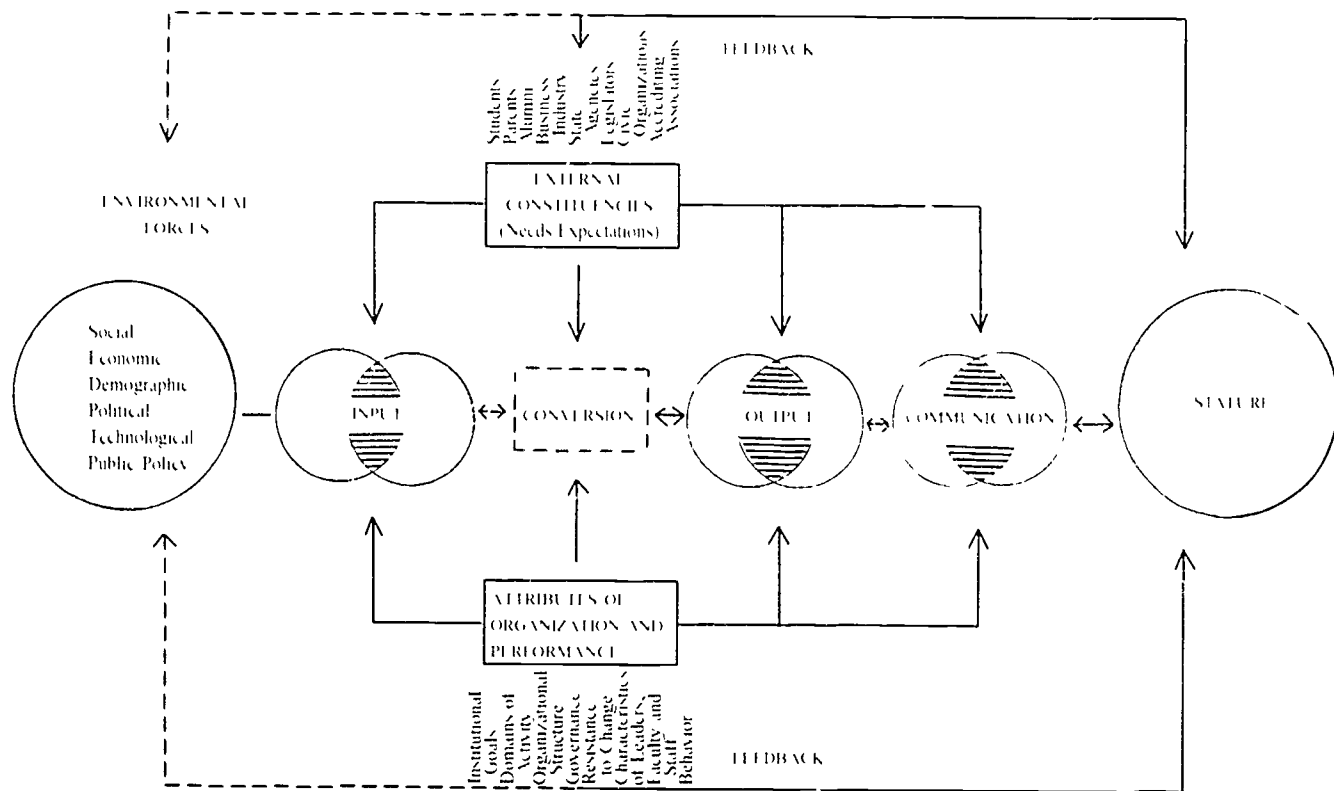 FEEDBACK
Students
Parents
Alumni
Business
Industry
State
Agencies
Legislators
Civic
Organizations
Accrediting
Associations
ENVIRONMENTAL
FORCES
EXTERNAL
CONSTITUENCIES
(Needs Expectations)
Social
Economic
Demographic
Political
Technological
Public Policy
INPUT
CONVERSION
OUTPUT
COMMUNICATION
STATURE
ATTRIBUTES OF
ORGANIZATION AND
PERFORMANCE
Institutional
Goals
Domains of
Activity
Organizational
Structure
Governance
Resistance
to Change
Characteristics
of Leaders,
Faculty and
Staff
Behavior
FEEDBACK